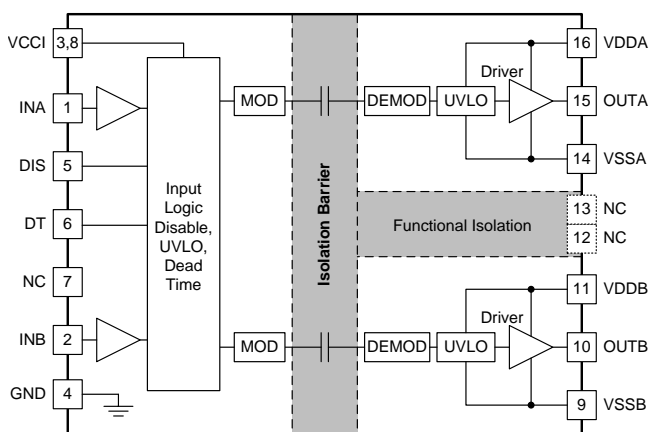 VCCI 3,8
INA 1
DIS 5
DT 6
NC 7
INB 2
GND 4
Input
Logic
Disable,
UVLO,
Dead
Time
MOD
MOD
Isolation Barrier
DEMOD UVLO Driver
Functional Isolation
DEMOD UVLO Driver
16 VDDA
15 OUTA
14 VSSA
13 NC
12 NC
11 VDDB
10 OUTB
9 VSSB